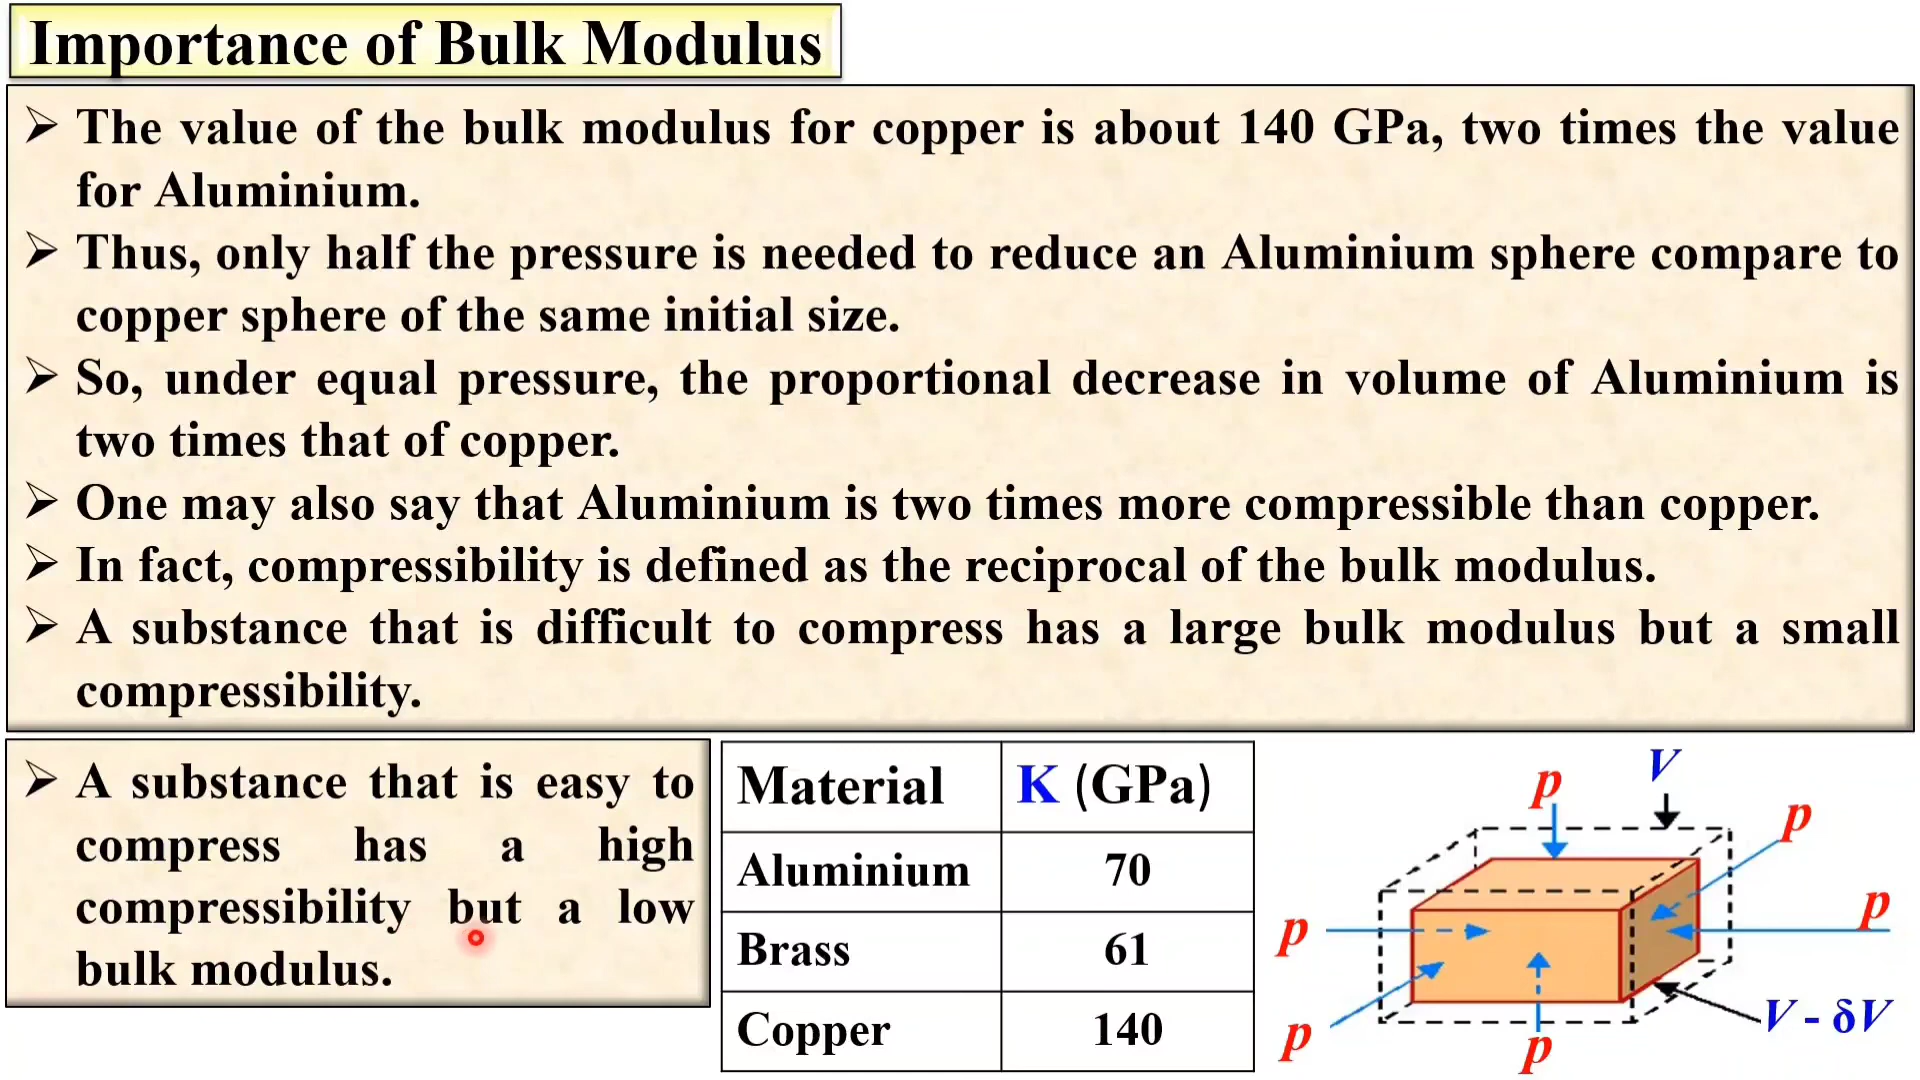 Importance of Bulk Modulus
➢ The value of the bulk modulus for copper is about 140 GPa, two times the value
for Aluminium.
➢ Thus, only half the pressure is needed to reduce an Aluminium sphere compare to
copper sphere of the same initial size.
➢ So, under equal pressure, the proportional decrease in volume of Aluminium is
two times that of copper.
➢ One may also say that Aluminium is two times more compressible than copper.
➢ In fact, compressibility is defined as the reciprocal of the bulk modulus.
➢ A substance that is difficult to compress has a large bulk modulus but a small
compressibility.
➢ A substance that is easy to
compress has a high
compressibility but a low
bulk modulus.
Material K (GPa)
Aluminium 70
Brass 61
Copper 140
p
V
p
p
p
p
p
V - δV